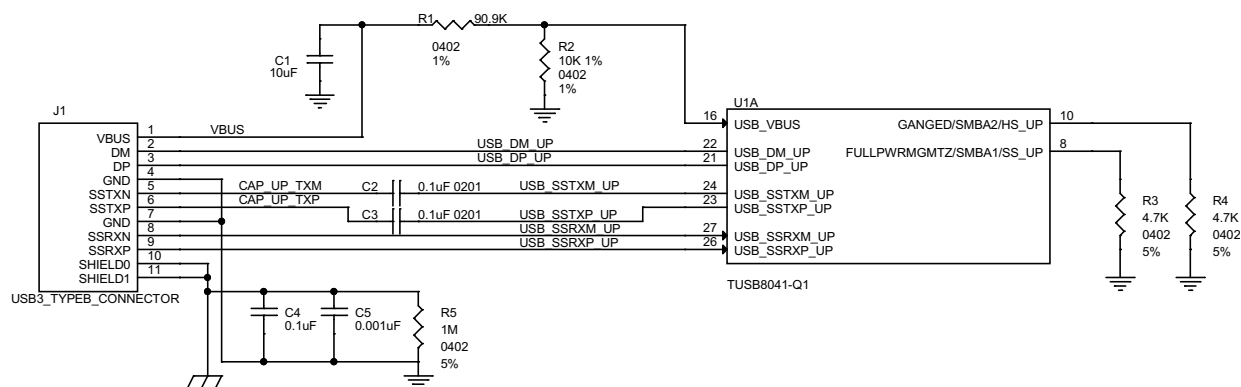 R1
90.9K
0402
1%
C1
10uF
R2
10K 1%
0402
1%
J1
VBUS
1
VBUS
DM
2
USB_DM_UP
DP
3
USB_DP_UP
GND
4
SSTXN
5
CAP_UP_TXM
C2
0.1uF 0201
USB_SSTXM_UP
SSTXP
6
CAP_UP_TXP
C3
0.1uF 0201
USB_SSTXP_UP
GND
7
SSRXN
8
USB_SSRXM_UP
SSRXP
9
USB_SSRXP_UP
SHIELD0
10
SHIELD1
11
USB3_TYPEB_CONNECTOR
U1A
16
USB_VBUS
GANGED/SMBA2/HS_UP
10
22
USB_DM_UP
FULLPWRMGMTZ/SMBA1/SS_UP
8
21
USB_DP_UP
24
USB_SSTXM_UP
23
USB_SSTXP_UP
27
USB_SSRXM_UP
26
USB_SSRXP_UP
TUSB8041-Q1
R3
4.7K
0402
5%
R4
4.7K
0402
5%
C4
0.1uF
C5
0.001uF
R5
1M
0402
5%